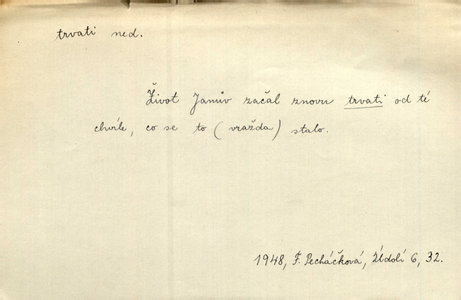 trvati ned.
Život Janův začal znovu trvati od té
chvíle, co se to (vražda) stalo.
1948, F. Pecháčková, Údolí 6, 32.